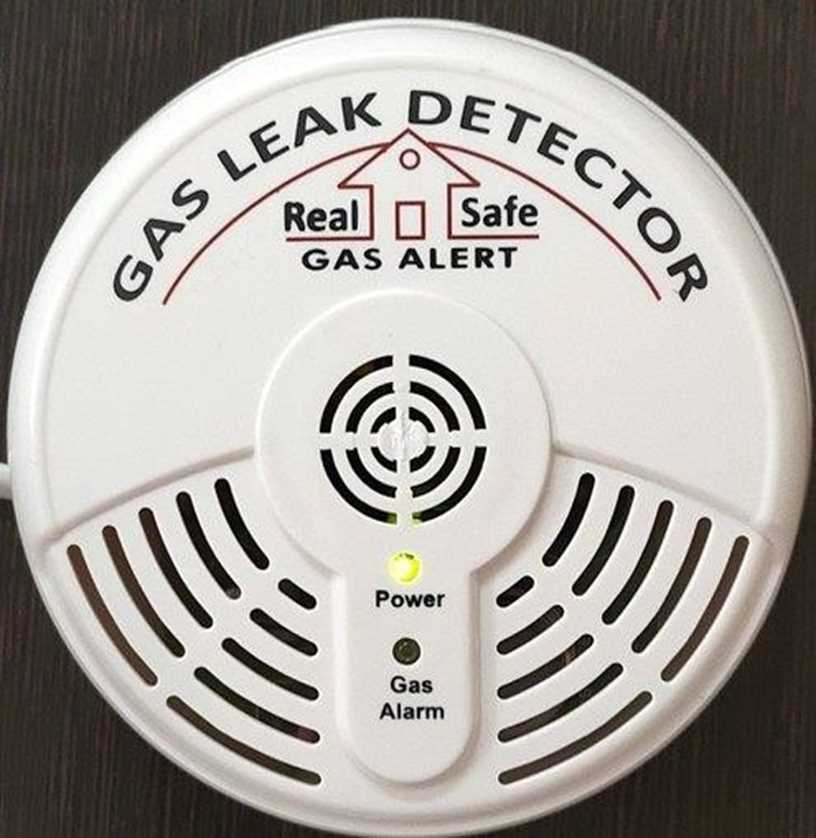 GAS LEAK DETECTOR
Real Safe
GAS ALERT
Power
Gas
Alarm